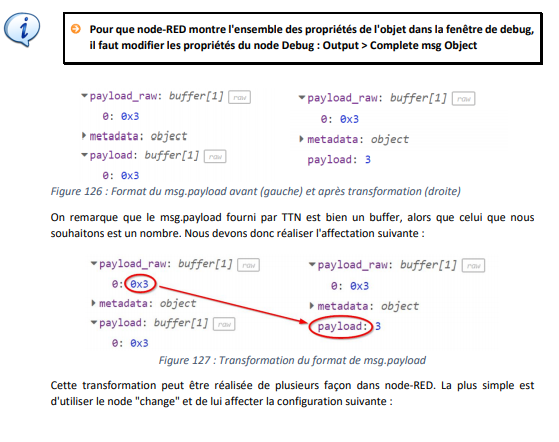 Pour que node-RED montre l'ensemble des propriétés de l'objet dans la fenêtre de debug,
il faut modifier les propriétés du node Debug : Output > Complete msg Object
payload_raw: buffer[1] raw
0: 0x3
metadata: object
payload: buffer[1] raw
0: 0x3
payload_raw: buffer[1] raw
0: 0x3
metadata: object
payload: 3
Figure 126 : Format du msg.payload avant (gauche) et après transformation (droite)
On remarque que le msg.payload fourni par TTN est bien un buffer, alors que celui que nous
souhaitons est un nombre. Nous devons donc réaliser l'affectation suivante :
payload_raw: buffer[1] raw
0: 0x3
metadata: object
payload: buffer[1] raw
0: 0x3
payload_raw: buffer[1] raw
0: 0x3
metadata: object
payload: 3
Figure 127 : Transformation du format de msg.payload
Cette transformation peut être réalisée de plusieurs façon dans node-RED. La plus simple est
d'utiliser le node "change" et de lui affecter la configuration suivante :